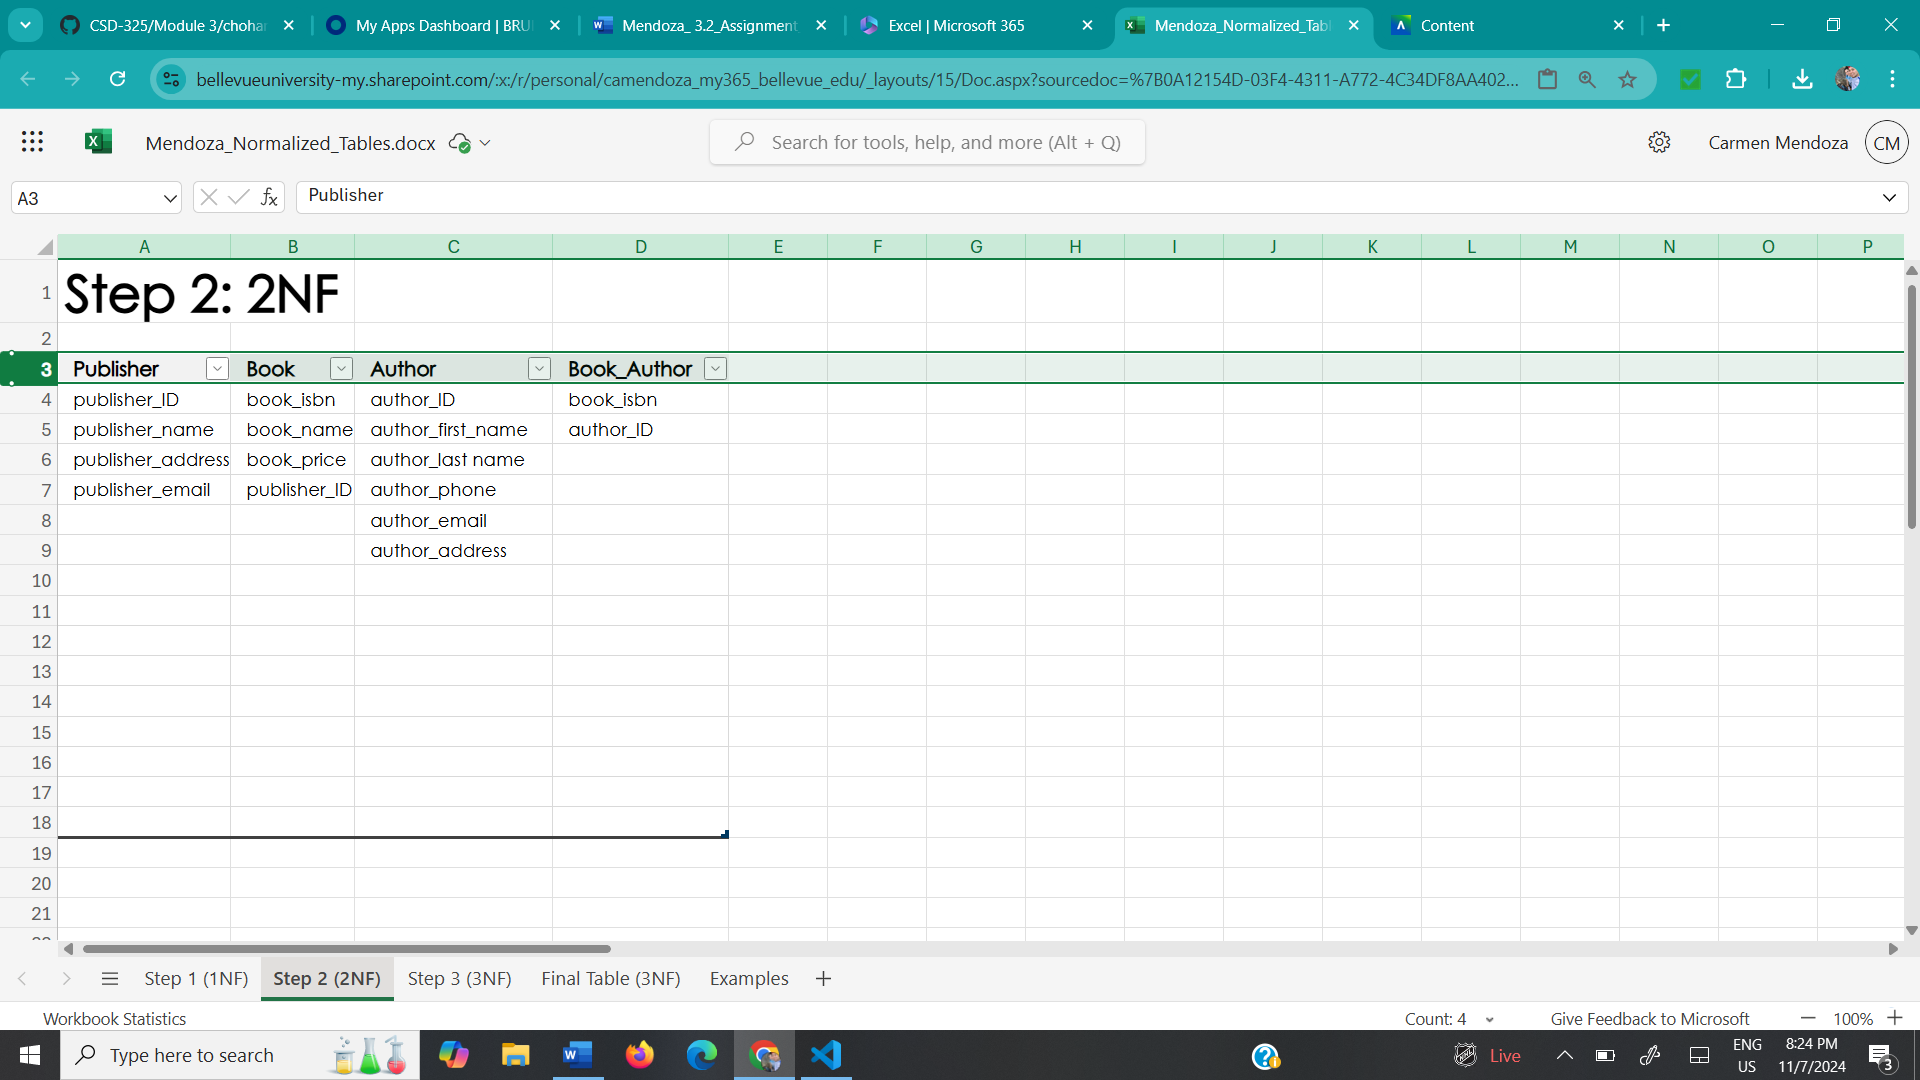 CSD-325/Module 3/chohar
My Apps Dashboard | BRUI
Mendoza_ 3.2_Assignment
Excel | Microsoft 365
Mendoza_Normalized_Tabl
Content
bellevueuniversity-my.sharepoint.com/:x:/r/personal/camendoza_my365_bellevue_edu/_layouts/15/Doc.aspx?sourcedoc=%7B0A12154D-03F4-4311-A772-4C34DF8AA402...
Mendoza_Normalized_Tables.docx
Search for tools, help, and more (Alt + Q)
Carmen Mendoza
CM
A3
fx
Publisher
A B C D E F G H I J K L M N O P
1 Step 2: 2NF
2
3 Publisher Book Author Book_Author
4 publisher_ID book_isbn author_ID book_isbn
5 publisher_name book_name author_first_name author_ID
6 publisher_address book_price author_last name
7 publisher_email publisher_ID author_phone
8 author_email
9 author_address
10
11
12
13
14
15
16
17
18
19
20
21
Step 1 (1NF) Step 2 (2NF) Step 3 (3NF) Final Table (3NF) Examples
Workbook Statistics
Count: 4
Give Feedback to Microsoft
100%
Type here to search
Live
ENG
US
8:24 PM
11/7/2024
3